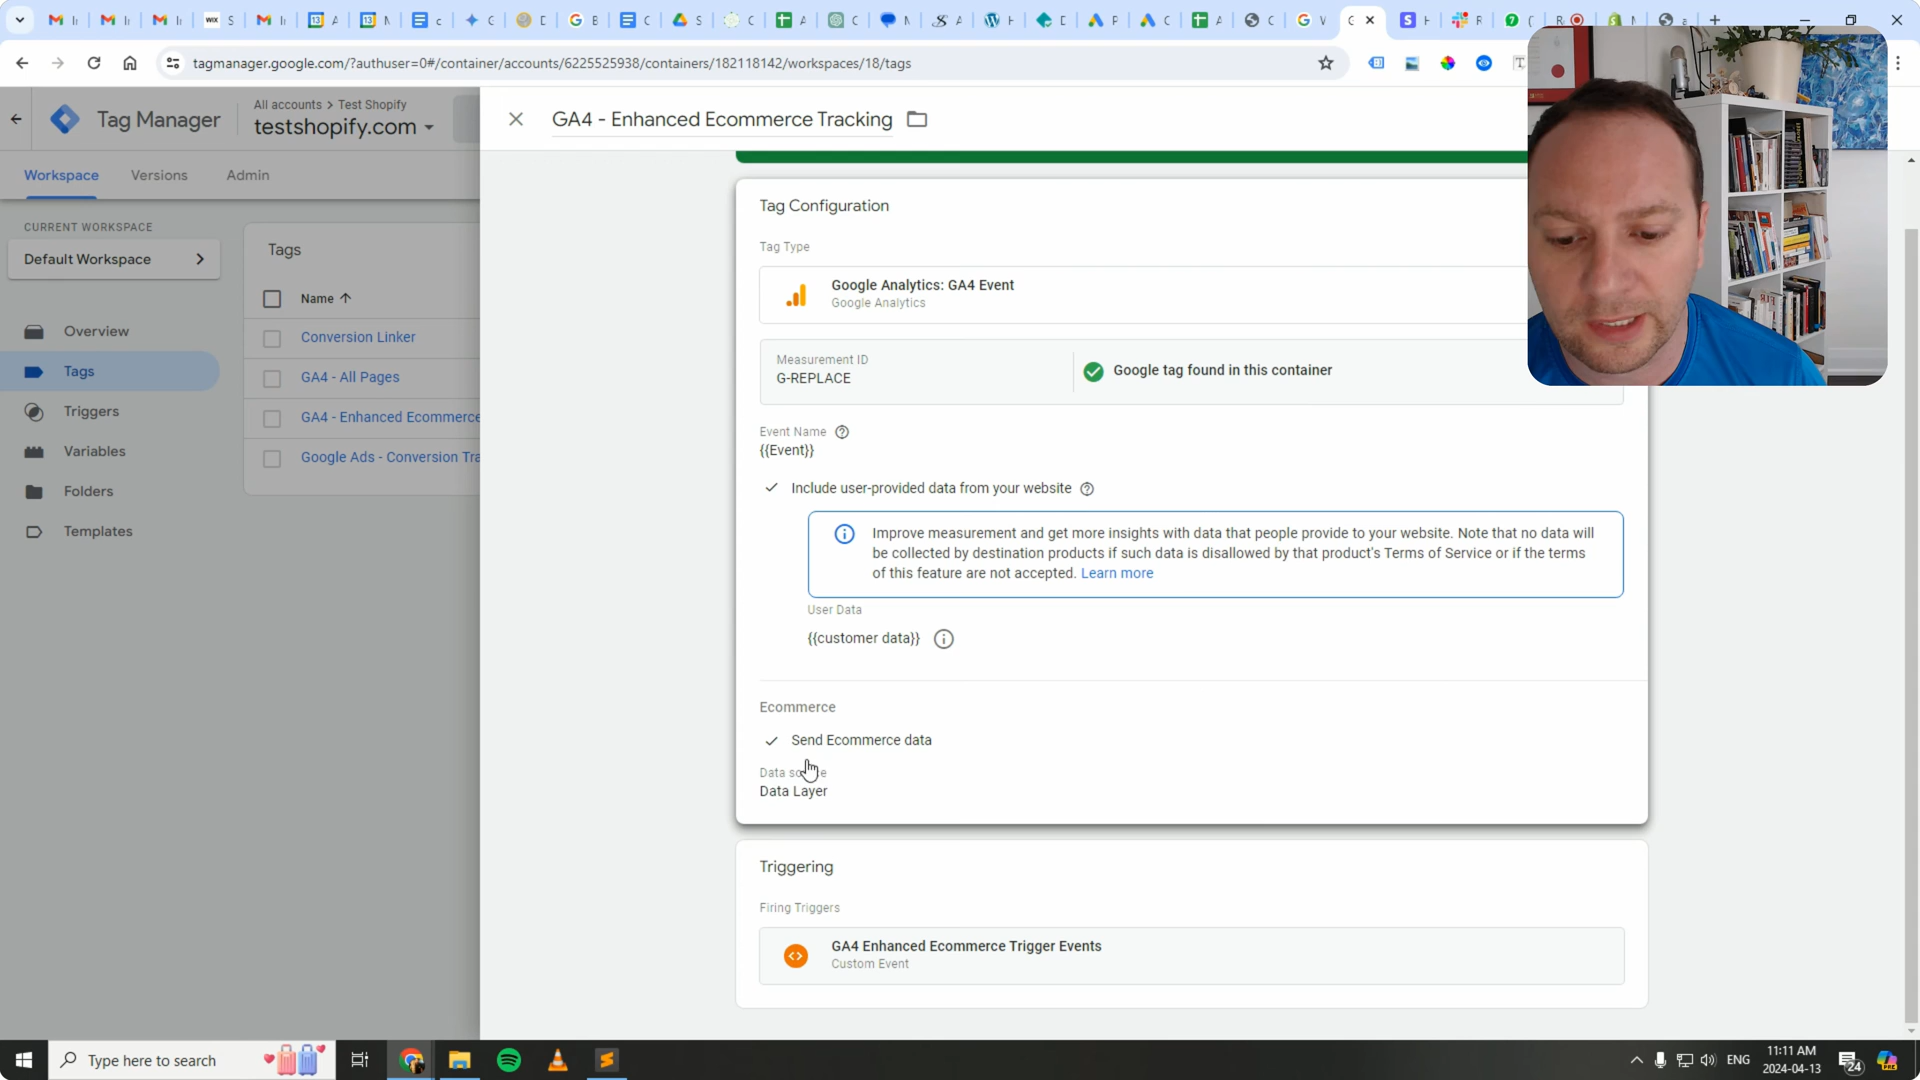 tagmanager.google.com/?authuser=0#/container/accounts/6225525938/containers/182118142/workspaces/18/tags
Tag Manager
All accounts > Test Shopify
testshopify.com
GA4 - Enhanced Ecommerce Tracking
Workspace
Versions
Admin
CURRENT WORKSPACE
Default Workspace
Overview
Tags
Triggers
Variables
Folders
Templates
Tags
Name
Conversion Linker
GA4 - All Pages
GA4 - Enhanced Ecommerce
Google Ads - Conversion Tra
Tag Configuration
Tag Type
Google Analytics: GA4 Event
Google Analytics
Measurement ID
G-REPLACE
Google tag found in this container
Event Name
{{Event}}
Include user-provided data from your website
Improve measurement and get more insights with data that people provide to your website. Note that no data will
be collected by destination products if such data is disallowed by that product's Terms of Service or if the terms
of this feature are not accepted. Learn more
User Data
{{customer data}}
Ecommerce
Send Ecommerce data
Data
Data Layer
Triggering
Firing Triggers
GA4 Enhanced Ecommerce Trigger Events
Custom Event
Type here to search
ENG
11:11 AM
2024-04-13
24